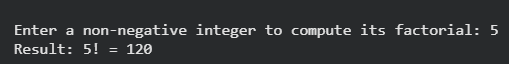 Enter a non-negative integer to compute its factorial: 5
Result: 5! = 120